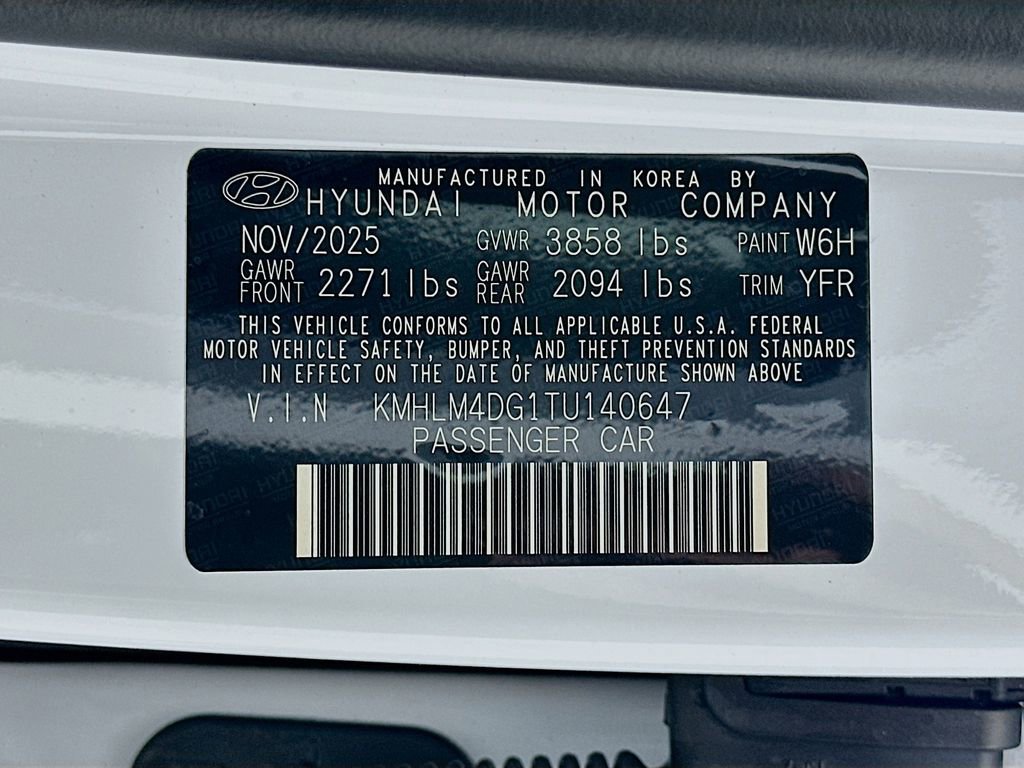 MANUFACTURED IN KOREA BY
HYUNDAI MOTOR COMPANY
NOV/2025 GVWR 3858 lbs PAINT W6H
GAWR FRONT 2271 lbs GAWR REAR 2094 lbs TRIM YFR
THIS VEHICLE CONFORMS TO ALL APPLICABLE U.S.A. FEDERAL
MOTOR VEHICLE SAFETY, BUMPER, AND THEFT PREVENTION STANDARDS
IN EFFECT ON THE DATE OF MANUFACTURE SHOWN ABOVE
V.I.N KMHLM4DG1TU140647
PASSENGER CAR